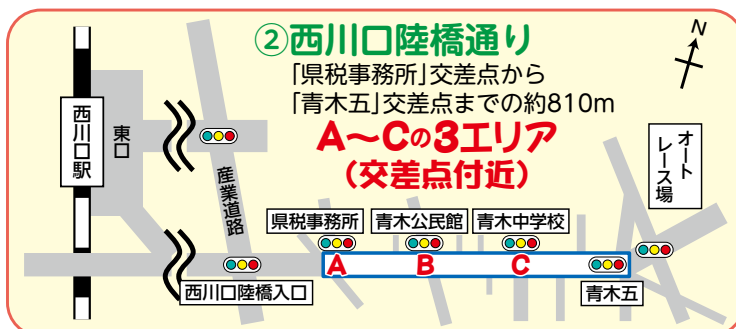 ②西川口陸橋通り
「県税事務所」交差点から
「青木五」交差点までの約810m
A～Cの3エリア
(交差点付近)
N
西川口駅
東口
産業道路
オートレース場
県税事務所
青木公民館
青木中学校
A
B
C
西川口陸橋入口
青木五